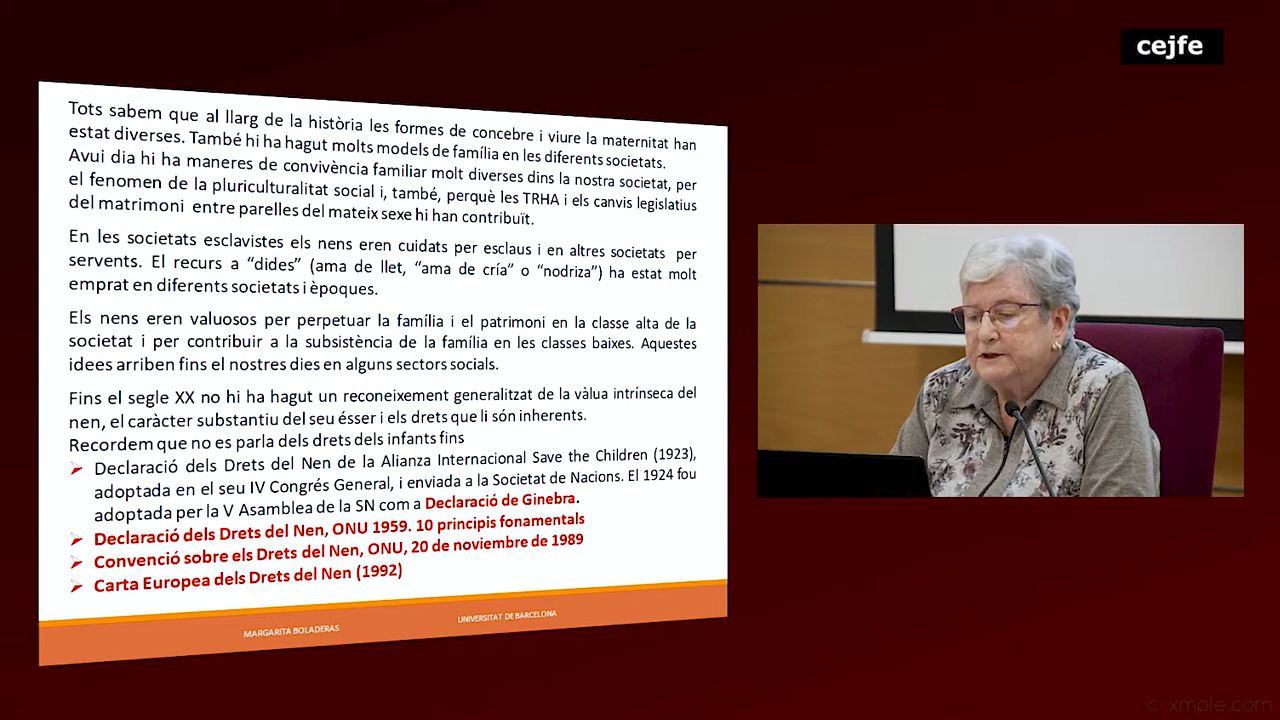 cejfe
Tots sabem que al llarg de la història les formes de concebre i viure la maternitat han
estat diverses. També hi ha hagut molts models de família en les diferents societats.
Avui dia hi ha maneres de convivència familiar molt diverses dins la nostra societat, per
el fenomen de la pluriculturalitat social i, també, perquè les TRHA i els canvis legislatius
del matrimoni entre parelles del mateix sexe hi han contribuït.
En les societats esclavistes els nens eren cuidats per esclaus i en altres societats per
servents. El recurs a “dides” (ama de llet, “ama de cría” o “nodriza”) ha estat molt
emprat en diferents societats i èpoques.
Els nens eren valuosos per perpetuar la família i el patrimoni en la classe alta de la
societat i per contribuir a la subsistència de la família en les classes baixes. Aquestes
idees arriben fins el nostres dies en alguns sectors socials.
Fins el segle XX no hi ha hagut un reconeixement generalitzat de la vàlua intrínseca del
nen, el caràcter substantiu del seu ésser i els drets que li són inherents.
Recordem que no es parla dels drets dels infants fins
➢ Declaració dels Drets del Nen de la Alianza Internacional Save the Children (1923),
adoptada en el seu IV Congrés General, i enviada a la Societat de Nacions. El 1924 fou
adoptada per la V Asamblea de la SN com a Declaració de Ginebra.
➢ Declaració dels Drets del Nen, ONU 1959. 10 principis fonamentals
➢ Convenció sobre els Drets del Nen, ONU, 20 de noviembre de 1989
➢ Carta Europea dels Drets del Nen (1992)
MARGARITA BOLADERAS
UNIVERSITAT DE BARCELONA
© xmple.com